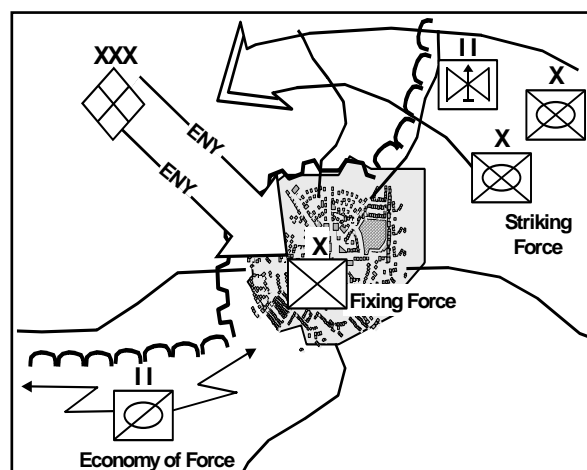 XXX
II
X
X
ENY
ENY
Striking
Force
X
Fixing Force
II
Economy of Force